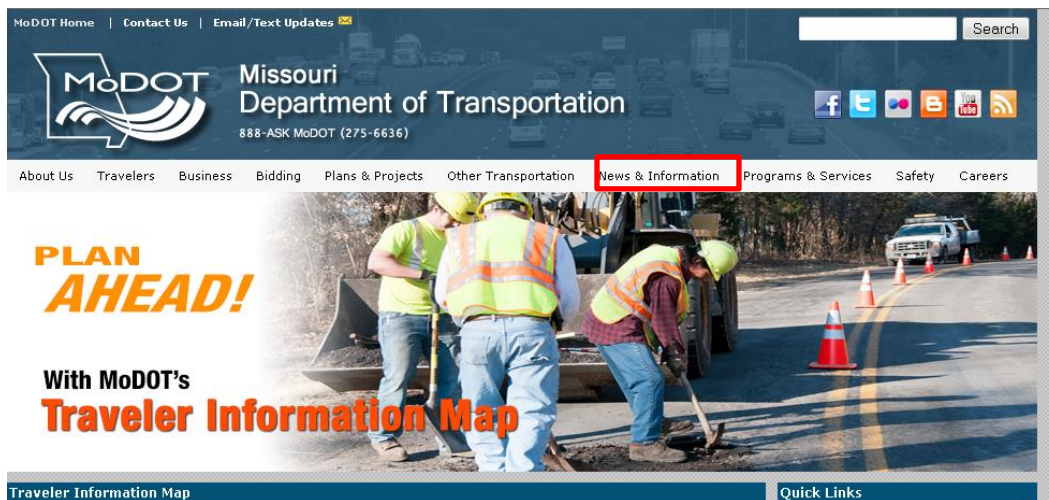 MoDOT Home | Contact Us | Email/Text Updates
Search
MoDOT
Missouri
Department of Transportation
888-ASK MoDOT (275-6636)
f t B You Tube
About Us Travelers Business Bidding Plans & Projects Other Transportation News & Information Programs & Services Safety Careers
PLAN
AHEAD!
With MoDOT's
Traveler Information Map
Traveler Information Map Quick Links